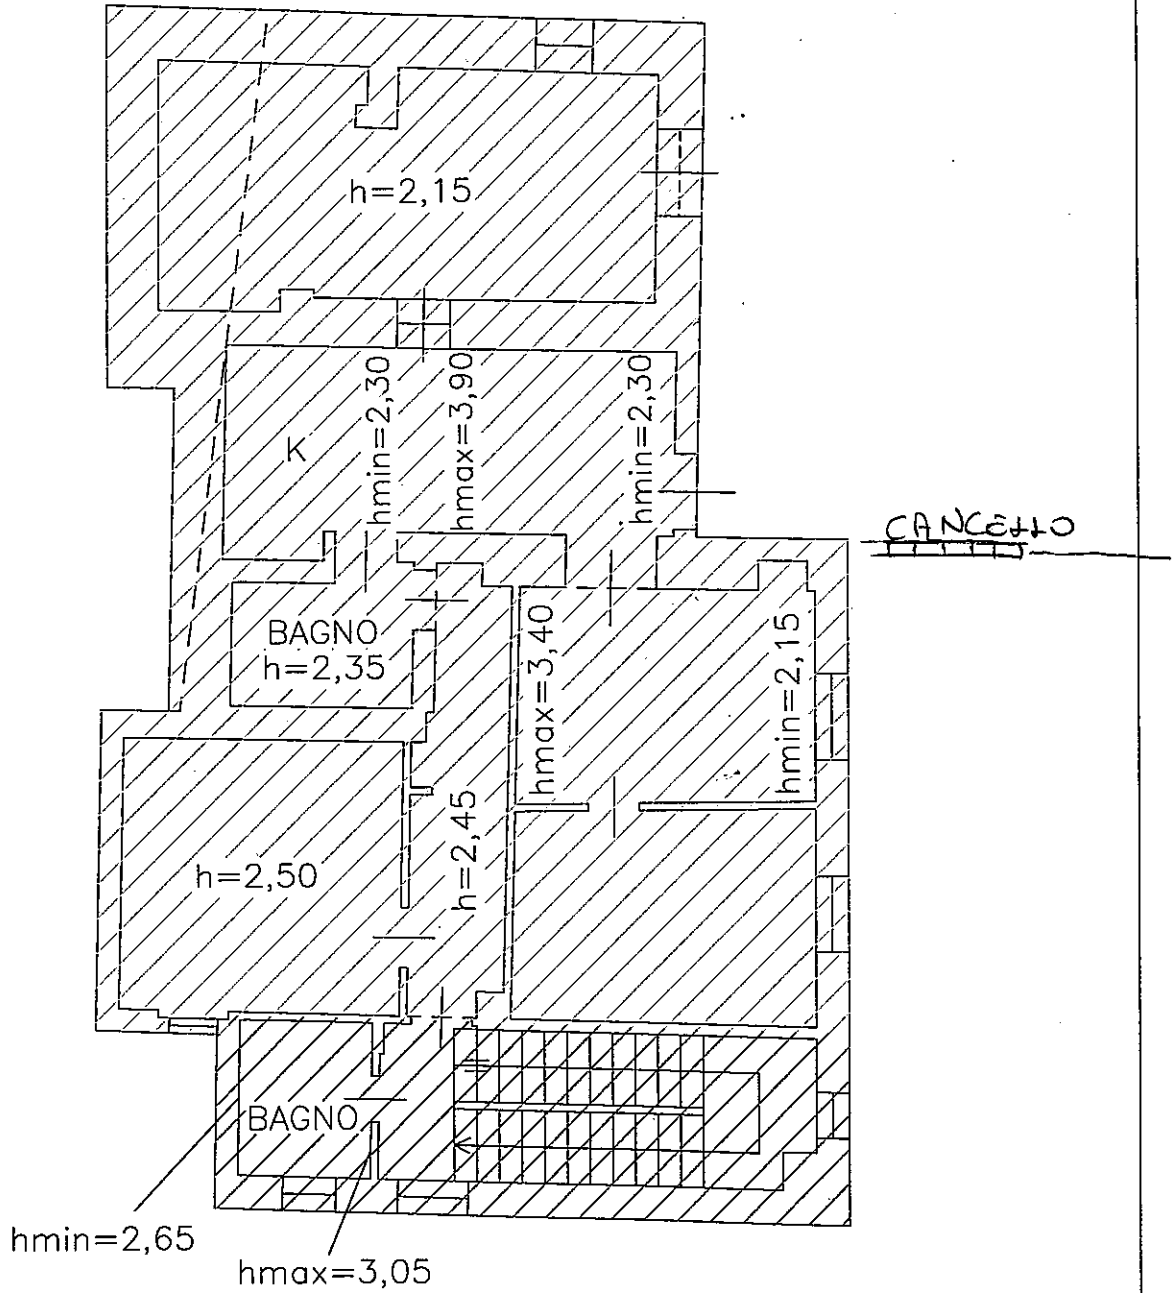 h=2,15
hmin=2,30
hmax=3,90
hmin=2,30
K
CANCELLO
BAGNO
h=2,35
hmax=3,40
hmin=2,15
h=2,50
h=2,45
BAGNO
hmin=2,65
hmax=3,05